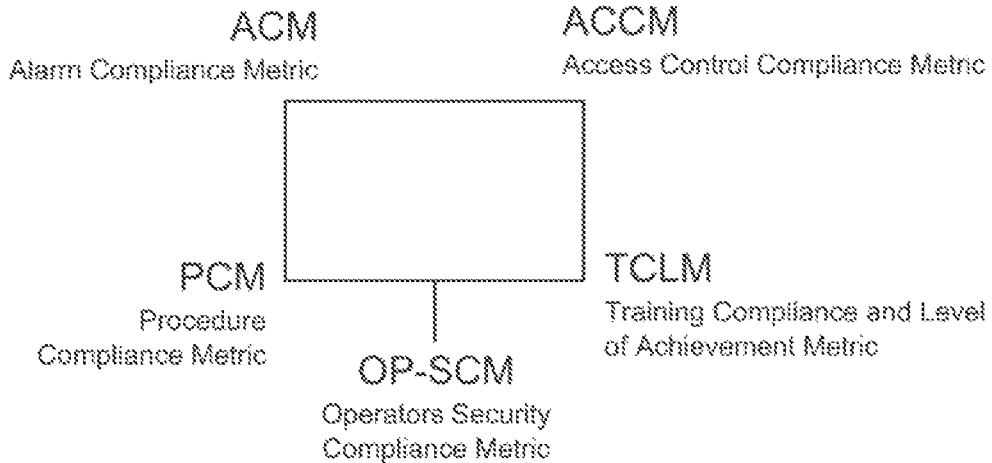 ACM
Alarm Compliance Metric
ACCM
Access Control Compliance Metric
PCM
Procedure
Compliance Metric
TCLM
Training Compliance and Level
of Achievement Metric
OP-SCM
Operators Security
Compliance Metric